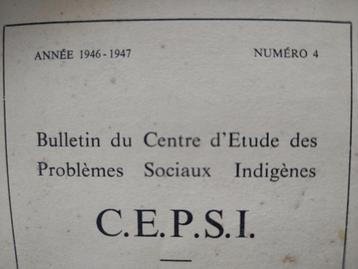 ANNÉE 1946-1947 NUMÉRO 4
Bulletin du Centre d'Etude des
Problèmes Sociaux Indigènes
C.E.P.S.I.